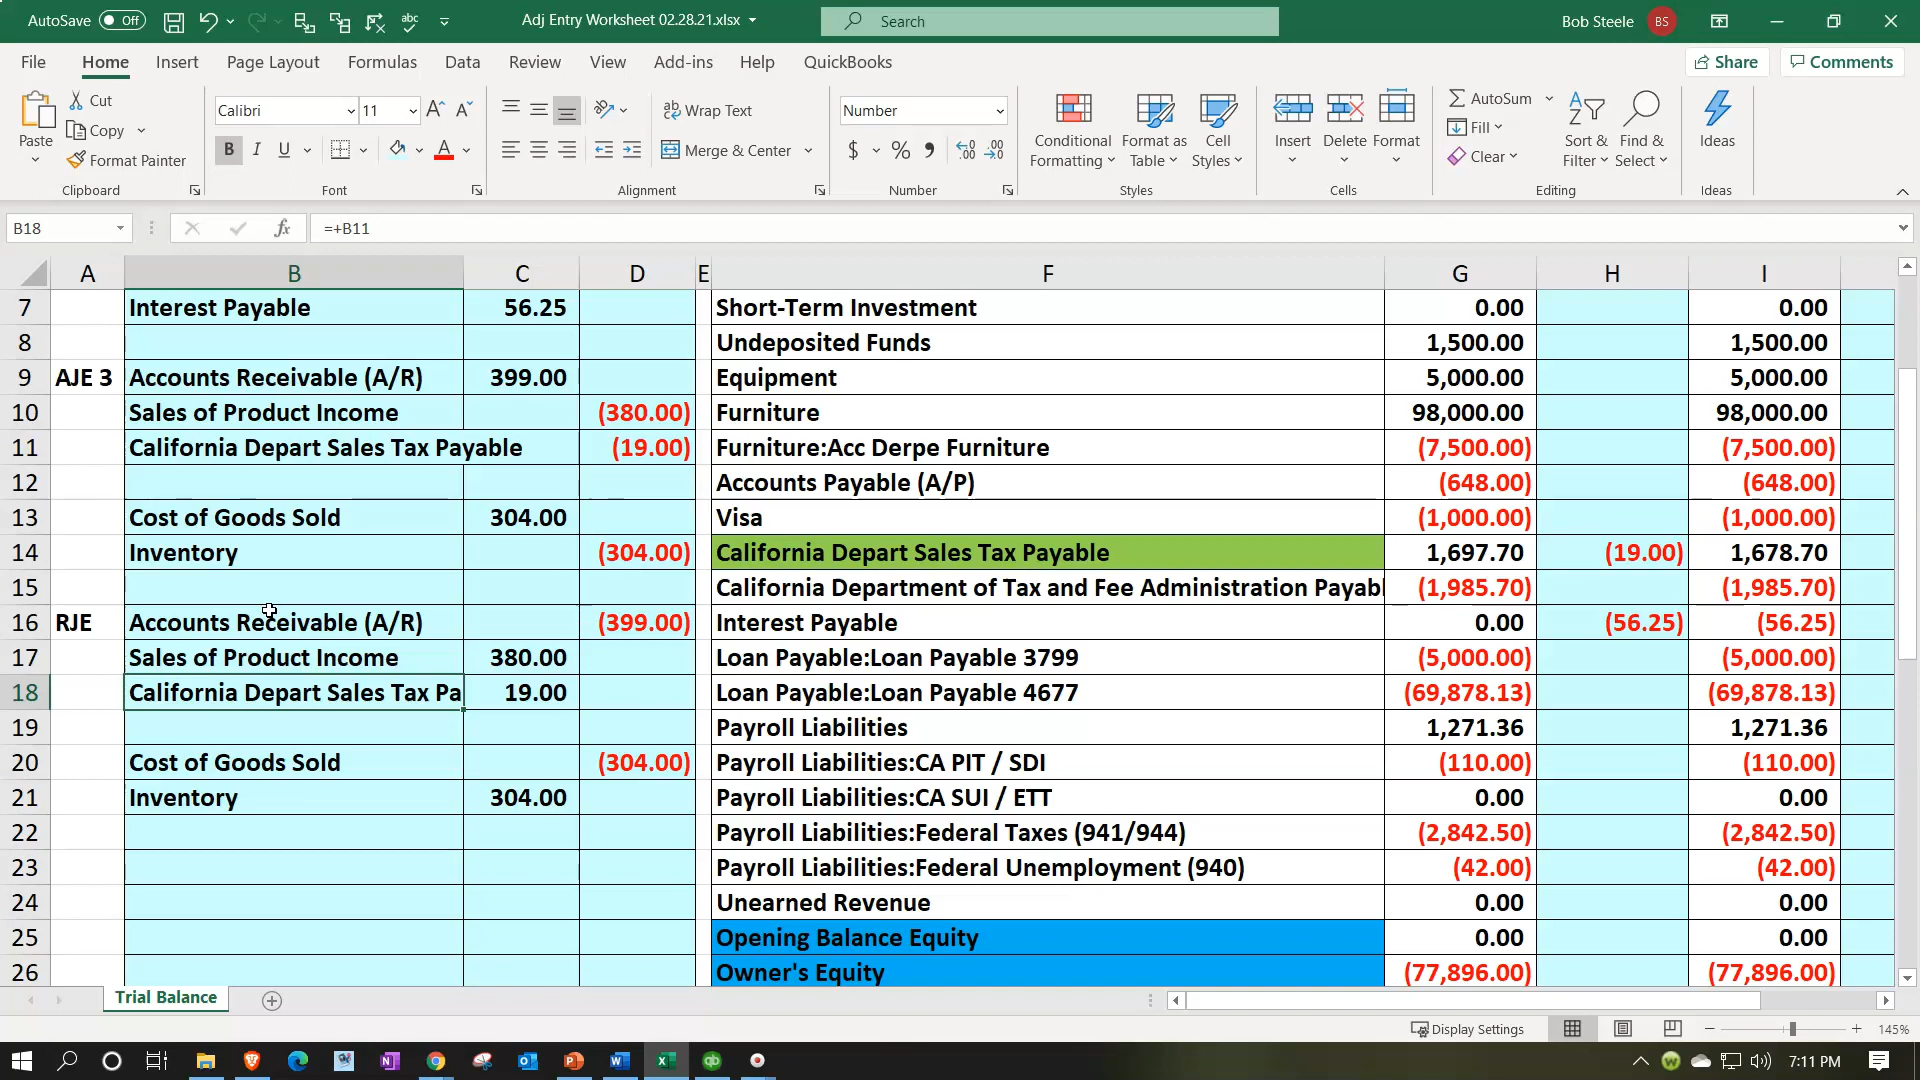 AutoSave Off abc Adj Entry Worksheet 02.28.21.xlsx Search Bob Steele BS
File Home Insert Page Layout Formulas Data Review View Add-ins Help QuickBooks Share Comments
Paste Cut Copy Format Painter Clipboard
Calibri 11 A A B I U A Font
ab Wrap Text Merge & Center Alignment
Number $ % Number
Conditional Formatting Format as Table Cell Styles Styles
Insert Delete Format Cells
AutoSum Fill Clear Sort & Filter Find & Select Editing
Ideas Ideas
B18 fx =+B11
A B C D E F G H I
7 Interest Payable 56.25 Short-Term Investment 0.00 0.00
8 Undeposited Funds 1,500.00 1,500.00
9 AJE 3 Accounts Receivable (A/R) 399.00 Equipment 5,000.00 5,000.00
10 Sales of Product Income (380.00) Furniture 98,000.00 98,000.00
11 California Depart Sales Tax Payable (19.00) Furniture:Acc Derpe Furniture (7,500.00) (7,500.00)
12 Accounts Payable (A/P) (648.00) (648.00)
13 Cost of Goods Sold 304.00 Visa (1,000.00) (1,000.00)
14 Inventory (304.00) California Depart Sales Tax Payable 1,697.70 (19.00) 1,678.70
15 California Department of Tax and Fee Administration Payabl (1,985.70) (1,985.70)
16 RJE Accounts Receivable (A/R) (399.00) Interest Payable 0.00 (56.25) (56.25)
17 Sales of Product Income 380.00 Loan Payable:Loan Payable 3799 (5,000.00) (5,000.00)
18 California Depart Sales Tax Pa 19.00 Loan Payable:Loan Payable 4677 (69,878.13) (69,878.13)
19 Payroll Liabilities 1,271.36 1,271.36
20 Cost of Goods Sold (304.00) Payroll Liabilities:CA PIT / SDI (110.00) (110.00)
21 Inventory 304.00 Payroll Liabilities:CA SUI / ETT 0.00 0.00
22 Payroll Liabilities:Federal Taxes (941/944) (2,842.50) (2,842.50)
23 Payroll Liabilities:Federal Unemployment (940) (42.00) (42.00)
24 Unearned Revenue 0.00 0.00
25 Opening Balance Equity 0.00 0.00
26 Owner's Equity (77,896.00) (77,896.00)
Trial Balance
Display Settings 145%
7:11 PM